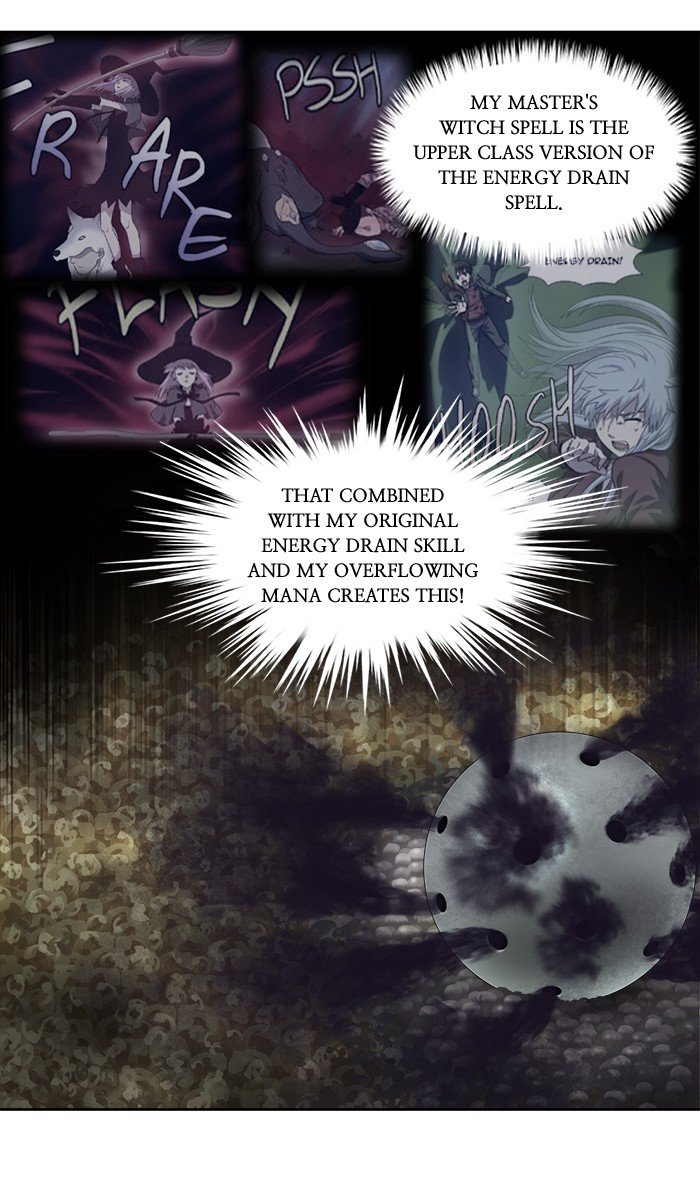 PSSH
RARE
MY MASTER'S
WITCH SPELL IS THE
UPPER CLASS VERSION OF
THE ENERGY DRAIN
SPELL.
ENERGY DRAIN!
FLASH
THAT COMBINED
WITH MY ORIGINAL
ENERGY DRAIN SKILL
AND MY OVERFLOWING
MANA CREATES THIS!